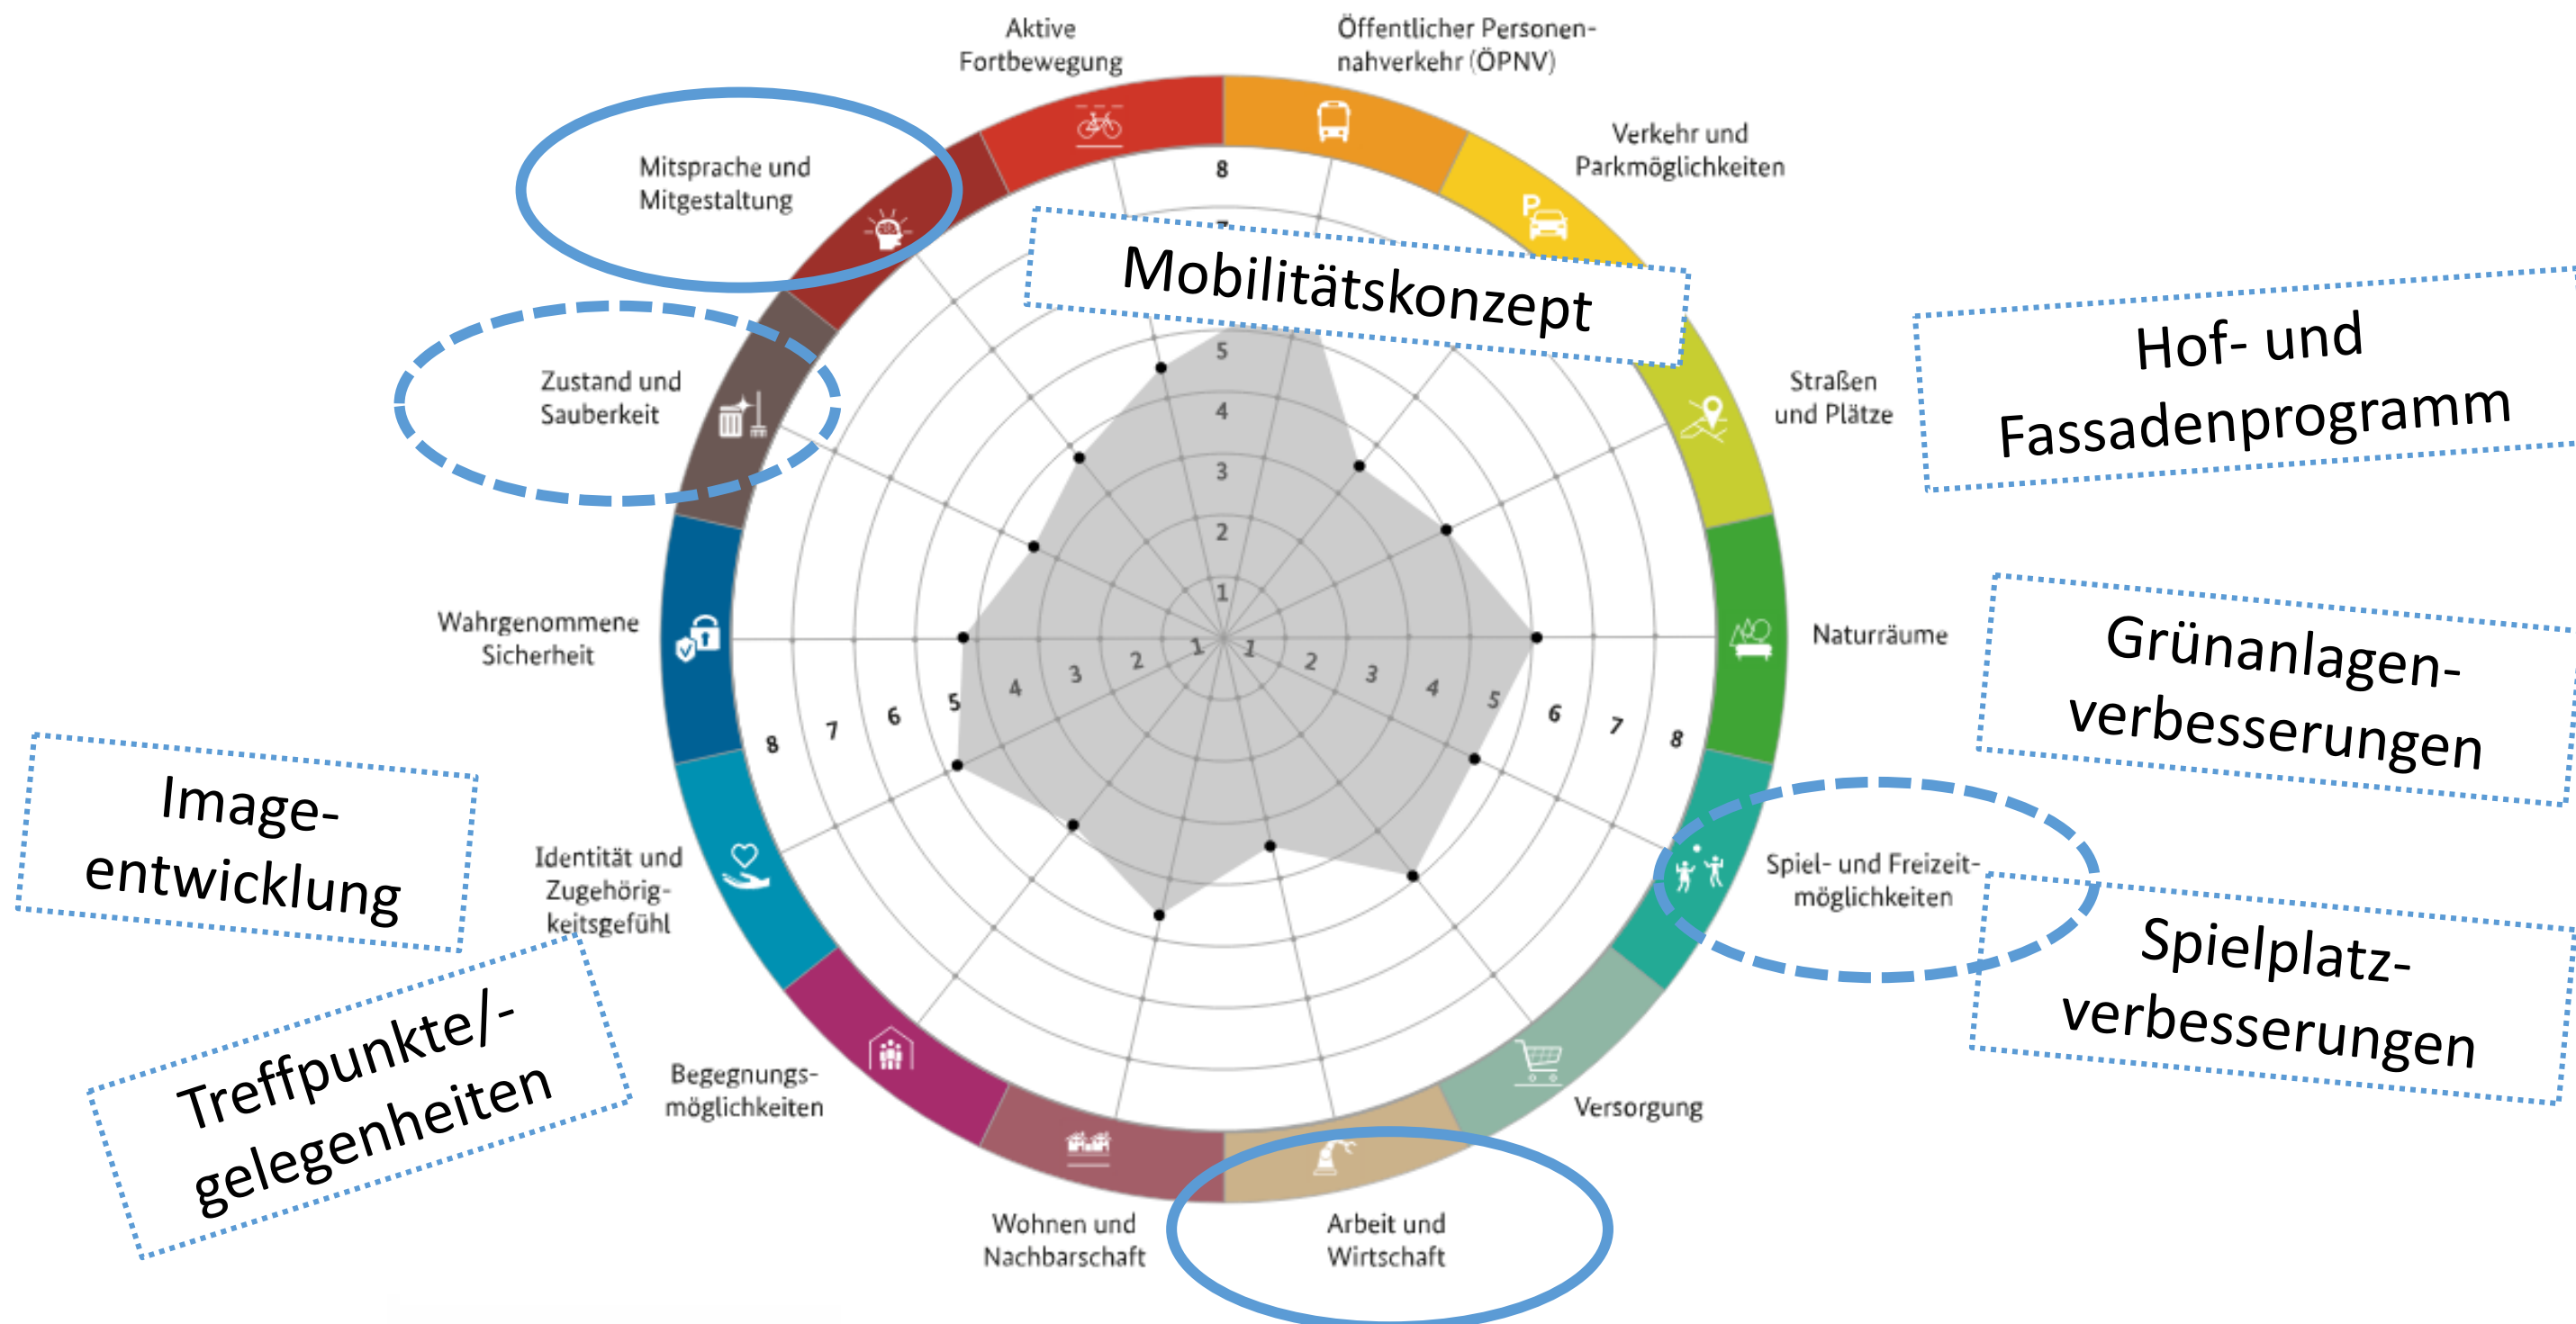 Aktive
Fortbewegung
Öffentlicher Personen-
nahverkehr (ÖPNV)
Mitsprache und
Mitgestaltung
Verkehr und
Parkmöglichkeiten
P
8
Mobilitätskonzept
Hof- und
Fassadenprogramm
Zustand und
Sauberkeit
Straßen
und Plätze
5
4
3
2
1
Wahrgenommene
Sicherheit
Naturräume
Grünanlagen-
verbesserungen
8 7 6 5 4 3 2 1 1 2 3 4 5 6 7 8
Image-
entwicklung
Identität und
Zugehörig-
keitsgefühl
Spiel- und Freizeit-
möglichkeiten
Spielplatz-
verbesserungen
Treffpunkte/-
gelegenheiten
Begegnungs-
möglichkeiten
Versorgung
Wohnen und
Nachbarschaft
Arbeit und
Wirtschaft